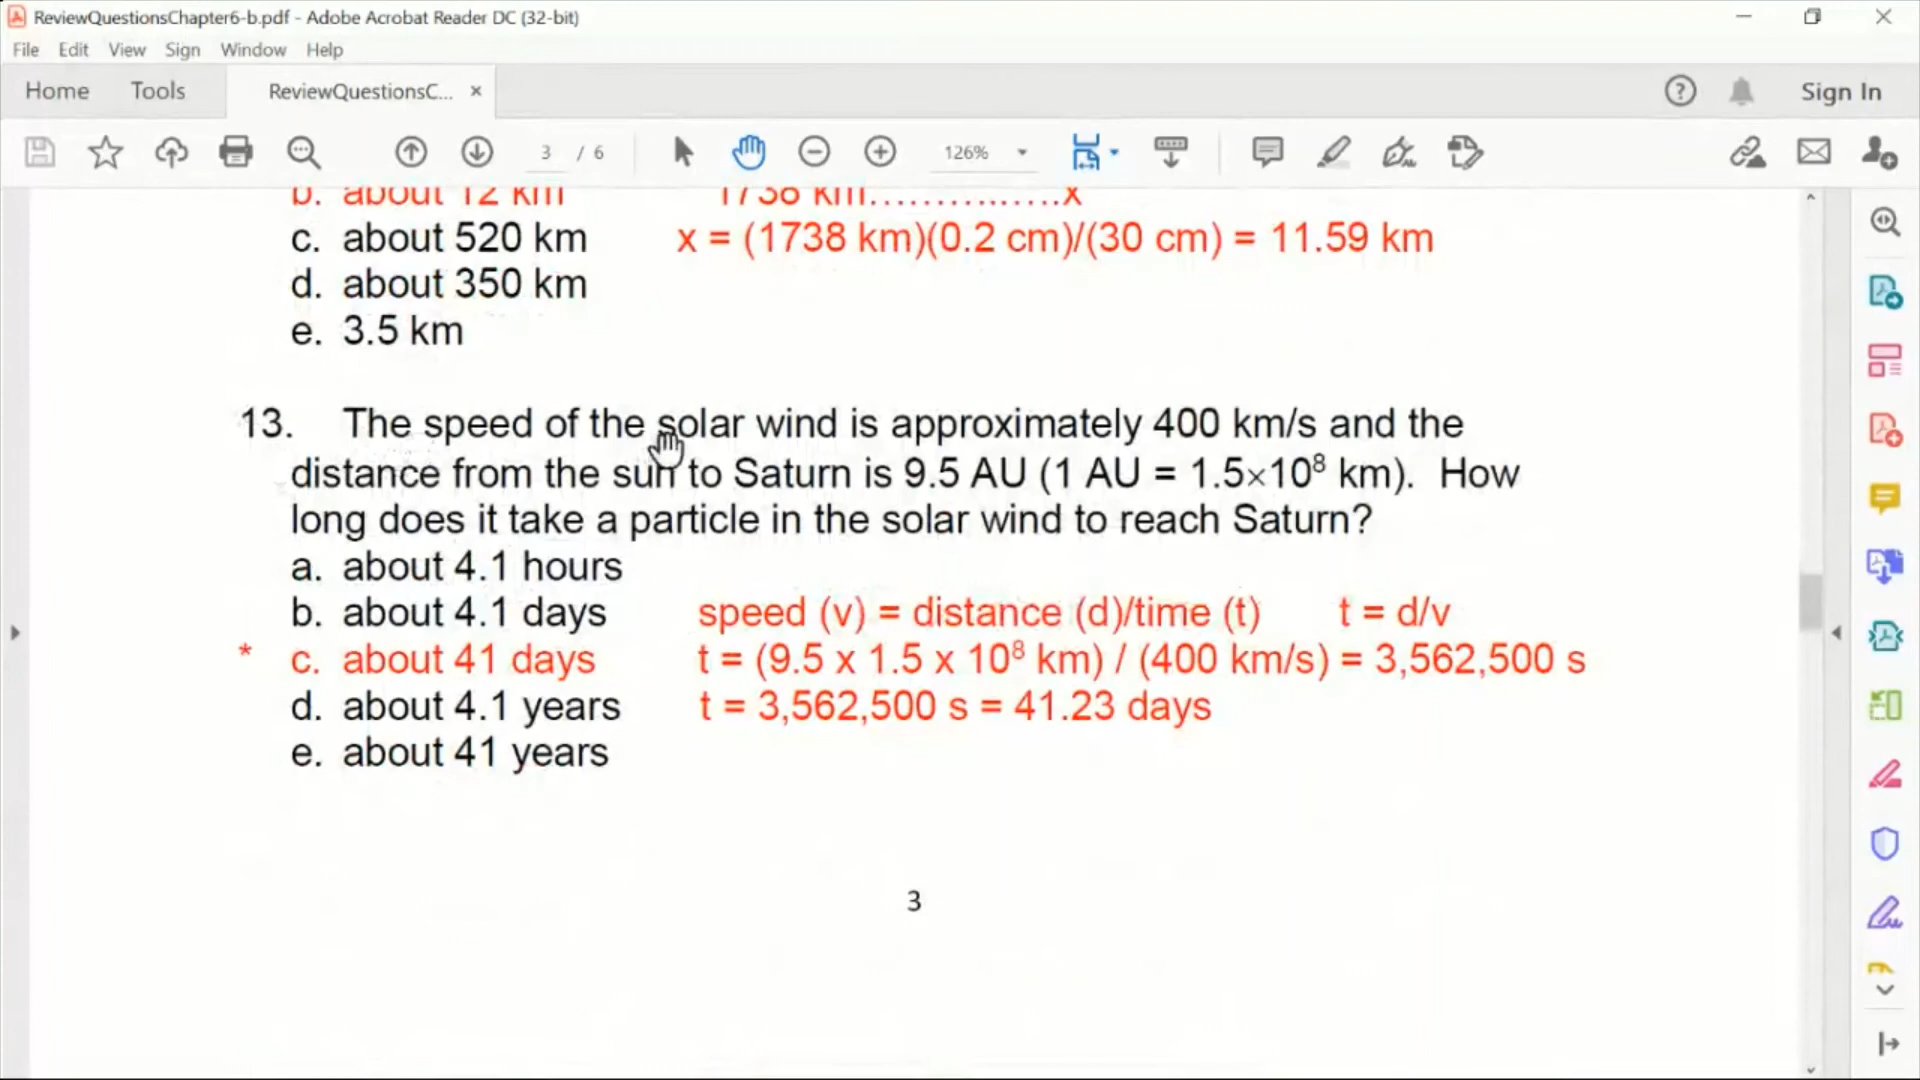 ReviewQuestionsChapter6-b.pdf - Adobe Acrobat Reader DC (32-bit)
File Edit View Sign Window Help
Home Tools ReviewQuestionsC... × Sign In
3 / 6 126%
b. about 12 km 1738 km.................x
c. about 520 km x = (1738 km)(0.2 cm)/(30 cm) = 11.59 km
d. about 350 km
e. 3.5 km
13. The speed of the solar wind is approximately 400 km/s and the
distance from the sun to Saturn is 9.5 AU (1 AU = 1.5×10⁸ km). How
long does it take a particle in the solar wind to reach Saturn?
a. about 4.1 hours
b. about 4.1 days speed (v) = distance (d)/time (t) t = d/v
* c. about 41 days t = (9.5 x 1.5 x 10⁸ km) / (400 km/s) = 3,562,500 s
d. about 4.1 years t = 3,562,500 s = 41.23 days
e. about 41 years
3